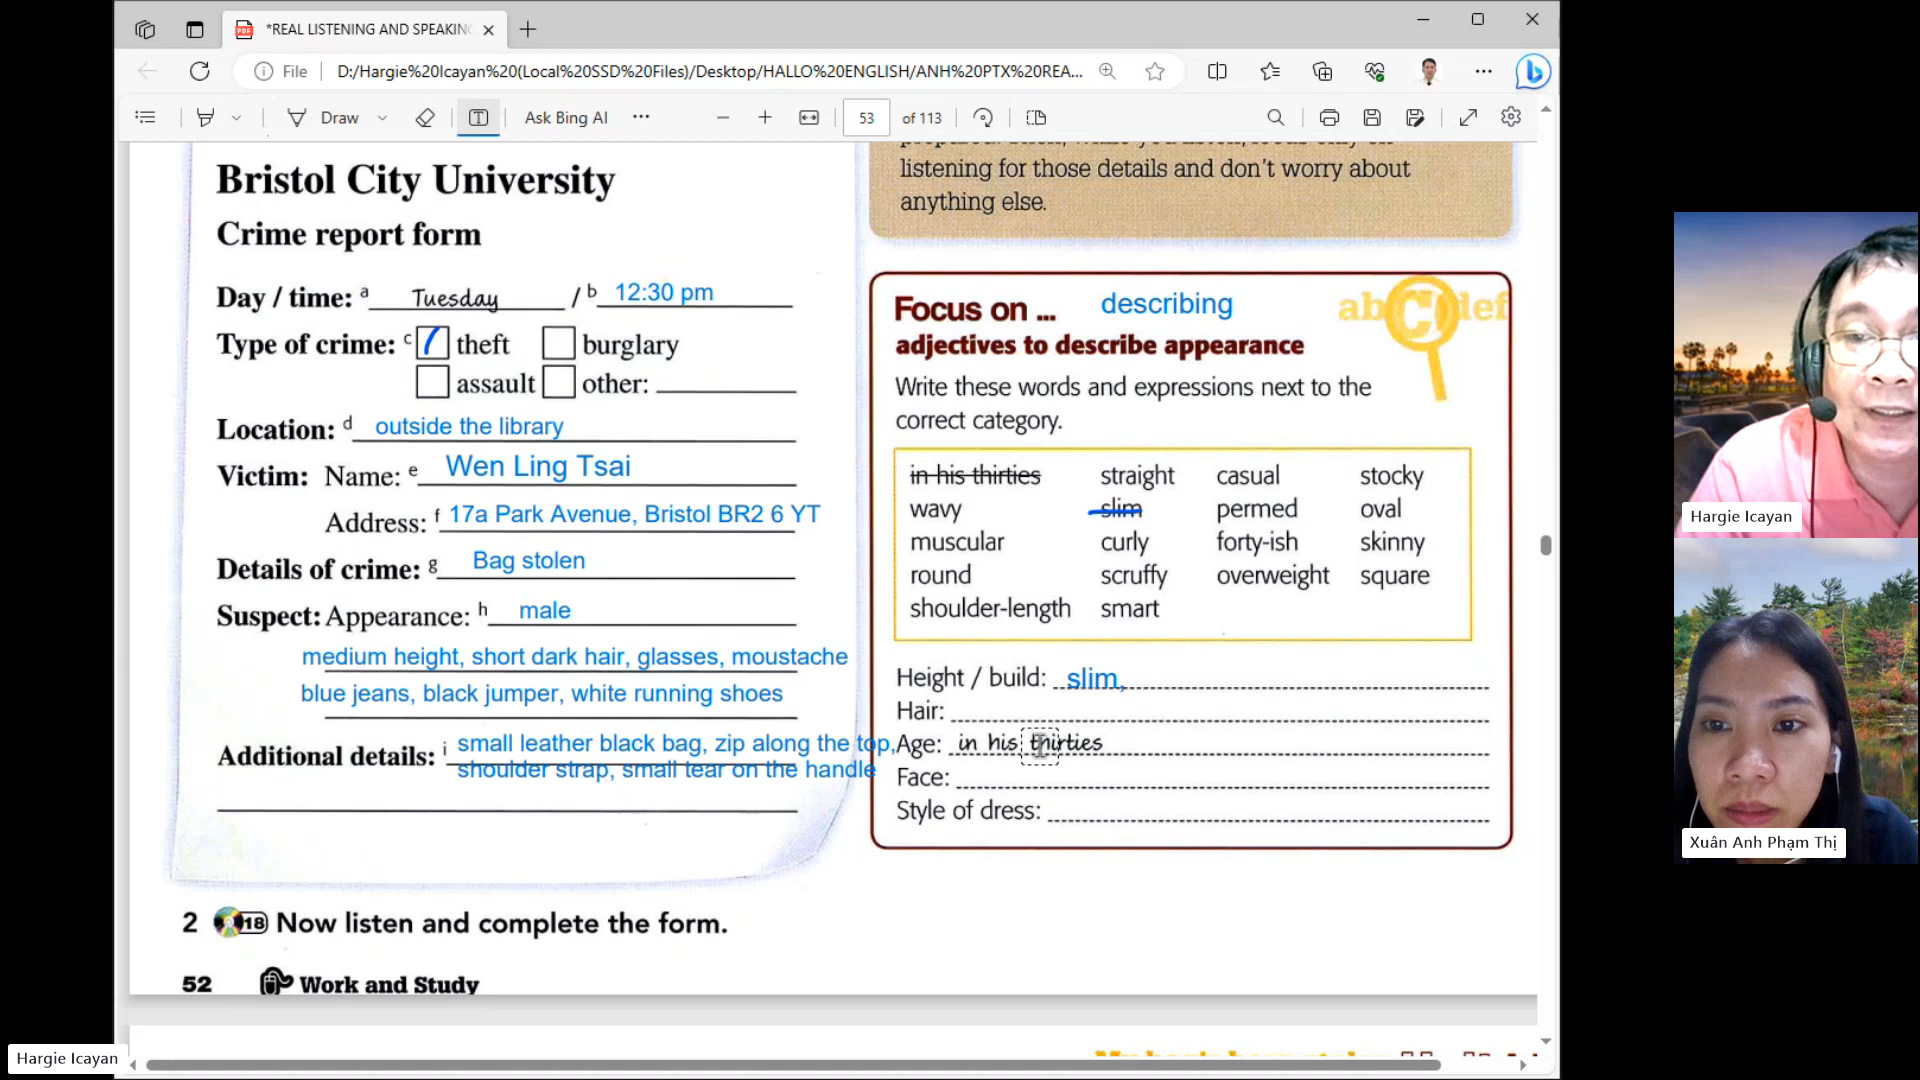 *REAL LISTENING AND SPEAKING
File
D:/Hargie%20Icayan%20(Local%20SSD%20Files)/Desktop/HALLO%20ENGLISH/ANH%20PTX%20REA...
Draw
Ask Bing AI
53
of 113
Bristol City University
Crime report form
Day / time: a Tuesday / b 12:30 pm
Type of crime: c theft burglary
assault other:
Location: d outside the library
Victim: Name: e Wen Ling Tsai
Address: f 17a Park Avenue, Bristol BR2 6 YT
Details of crime: g Bag stolen
Suspect: Appearance: h male
medium height, short dark hair, glasses, moustache
blue jeans, black jumper, white running shoes
Additional details: i small leather black bag, zip along the top,
shoulder strap, small tear on the handle
2 18 Now listen and complete the form.
52 Work and Study
listening for those details and don't worry about
anything else.
Focus on ... describing
abCdef
adjectives to describe appearance
Write these words and expressions next to the
correct category.
in his thirties straight casual stocky
wavy slim permed oval
muscular curly forty-ish skinny
round scruffy overweight square
shoulder-length smart
Height / build: slim,
Hair:
Age: in his thirties
Face:
Style of dress:
Hargie Icayan
Xuân Anh Phạm Thị
Hargie Icayan